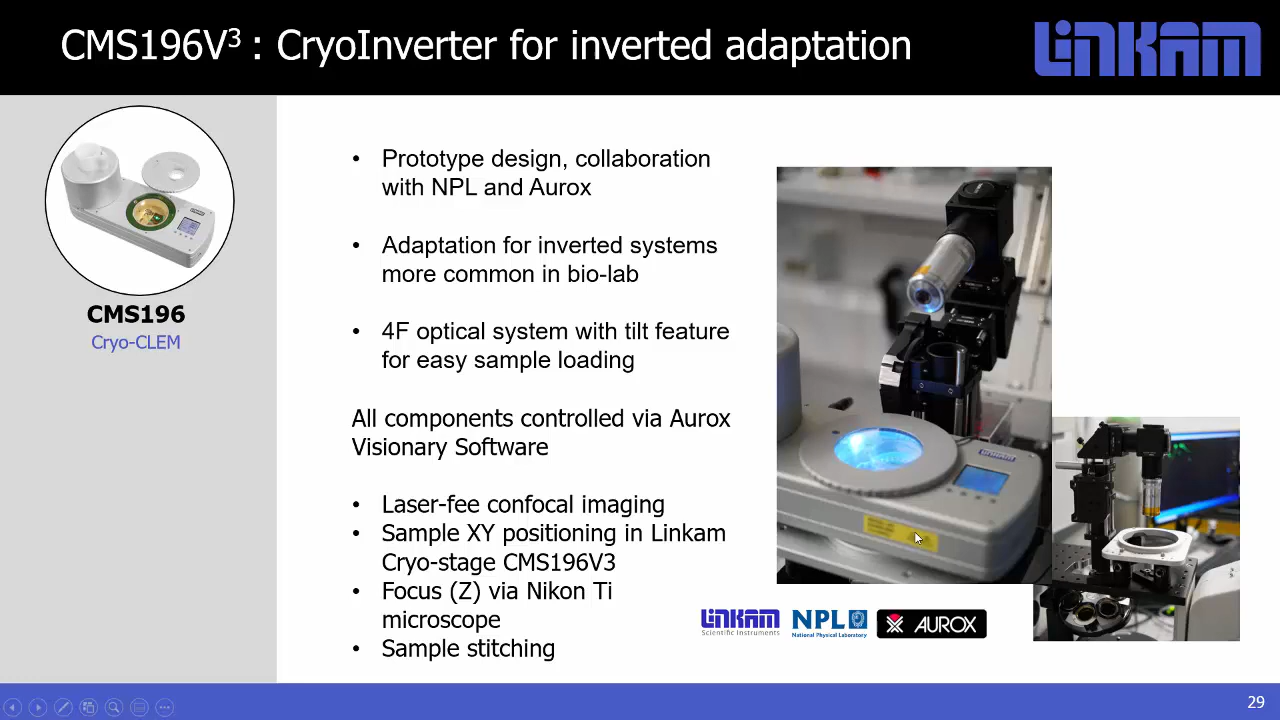 CMS196V³ : CryoInverter for inverted adaptation
LINKAM
CMS196
Cryo-CLEM
• Prototype design, collaboration
with NPL and Aurox
• Adaptation for inverted systems
more common in bio-lab
• 4F optical system with tilt feature
for easy sample loading
All components controlled via Aurox
Visionary Software
• Laser-fee confocal imaging
• Sample XY positioning in Linkam
Cryo-stage CMS196V3
• Focus (Z) via Nikon Ti
microscope
• Sample stitching
LINKAM
Scientific Instruments
NPL
National Physical Laboratory
AUROX
29